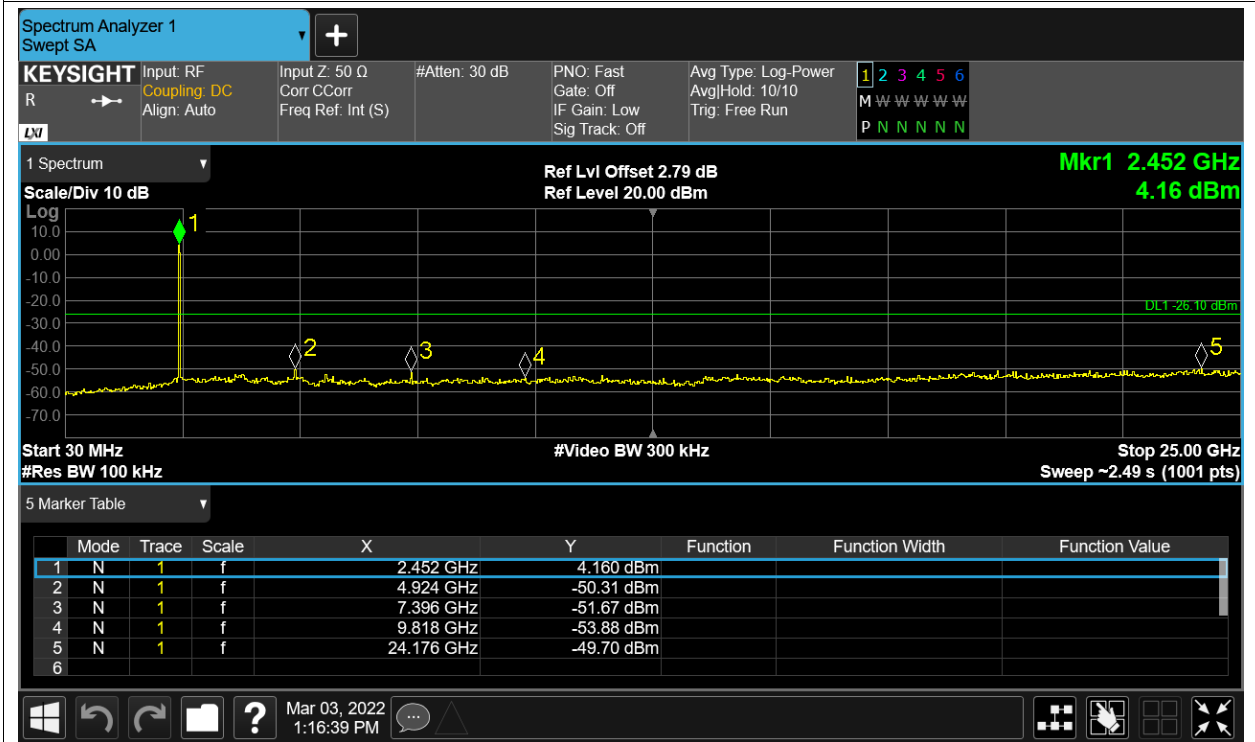 Spectrum Analyzer 1
Swept SA
+
KEYSIGHT
R
LXI
Input: RF
Coupling: DC
Align: Auto
Input Z: 50 Ω
Corr CCorr
Freq Ref: Int (S)
#Atten: 30 dB
PNO: Fast
Gate: Off
IF Gain: Low
Sig Track: Off
Avg Type: Log-Power
Avg|Hold: 10/10
Trig: Free Run
1 2 3 4 5 6
M W W W W W
P N N N N N
1 Spectrum
Scale/Div 10 dB
Ref Lvl Offset 2.79 dB
Ref Level 20.00 dBm
Mkr1 2.452 GHz
4.16 dBm
Log
10.0
0.00
-10.0
-20.0
-30.0
-40.0
-50.0
-60.0
-70.0
1
2
3
4
5
DL1 -26.10 dBm
Start 30 MHz
#Video BW 300 kHz
Stop 25.00 GHz
#Res BW 100 kHz
Sweep ~2.49 s (1001 pts)
5 Marker Table
Mode Trace Scale X Y Function Function Width Function Value
1 N 1 f 2.452 GHz 4.160 dBm
2 N 1 f 4.924 GHz -50.31 dBm
3 N 1 f 7.396 GHz -51.67 dBm
4 N 1 f 9.818 GHz -53.88 dBm
5 N 1 f 24.176 GHz -49.70 dBm
6
?
Mar 03, 2022
1:16:39 PM